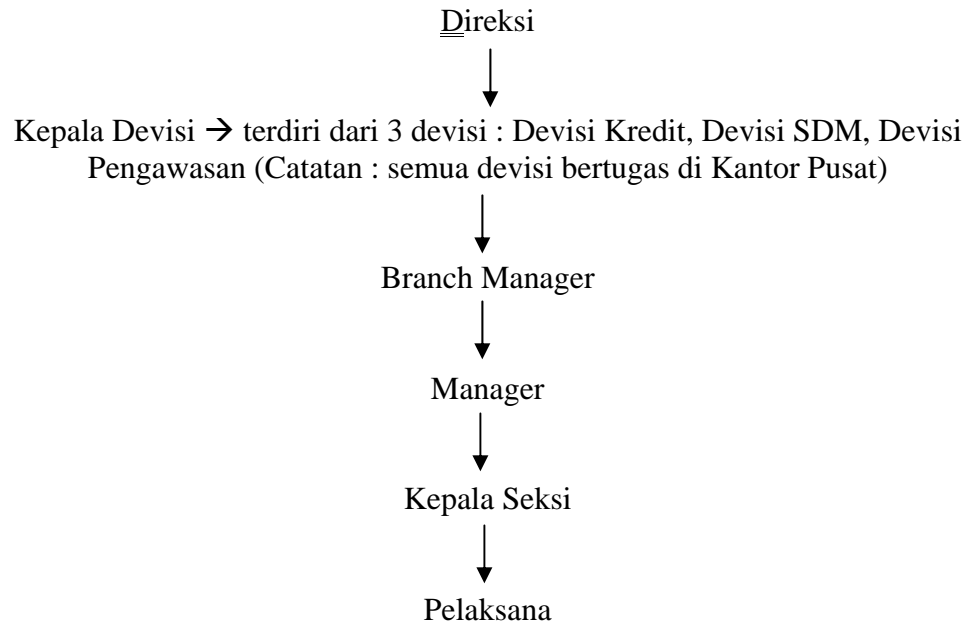 Direksi
Kepala Devisi → terdiri dari 3 devisi : Devisi Kredit, Devisi SDM, Devisi
Pengawasan (Catatan : semua devisi bertugas di Kantor Pusat)
Branch Manager
Manager
Kepala Seksi
Pelaksana